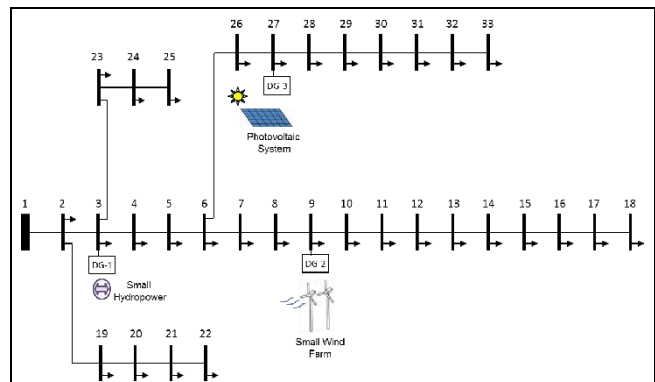 26 27 28 29 30 31 32 33
23 24 25
DG-3
Photovoltaic
System
1 2 3 4 5 6 7 8 9 10 11 12 13 14 15 16 17 18
DG-1
DG-2
Small
Hydropower
Small Wind
Farm
19 20 21 22